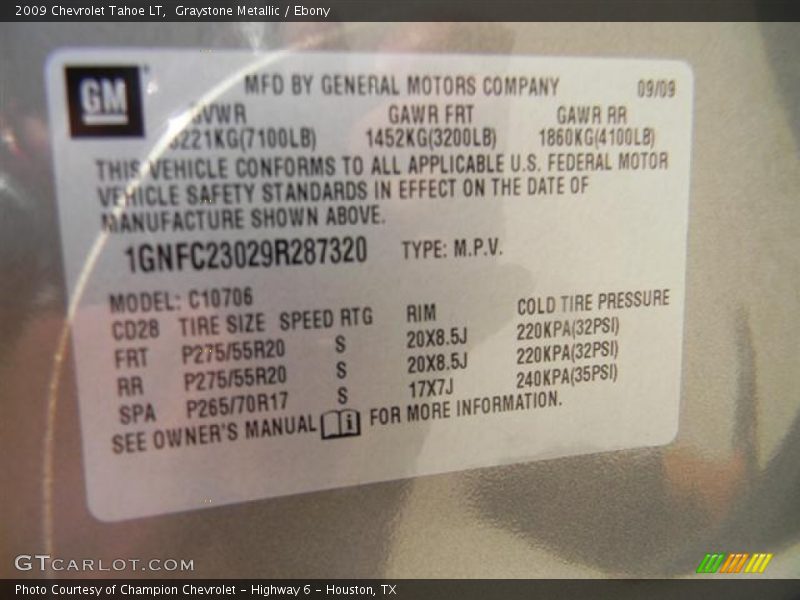 2009 Chevrolet Tahoe LT, Graystone Metallic / Ebony
GM
MFD BY GENERAL MOTORS COMPANY 09/09
GVWR GAWR FRT GAWR RR
3221KG(7100LB) 1452KG(3200LB) 1860KG(4100LB)
THIS VEHICLE CONFORMS TO ALL APPLICABLE U.S. FEDERAL MOTOR
VEHICLE SAFETY STANDARDS IN EFFECT ON THE DATE OF
MANUFACTURE SHOWN ABOVE.
1GNFC23029R287320 TYPE: M.P.V.
MODEL: C10706
CD28 TIRE SIZE SPEED RTG RIM COLD TIRE PRESSURE
FRT P275/55R20 S 20X8.5J 220KPA(32PSI)
RR P275/55R20 S 20X8.5J 220KPA(32PSI)
SPA P265/70R17 S 17X7J 240KPA(35PSI)
SEE OWNER'S MANUAL FOR MORE INFORMATION.
GTCARLOT.COM
Photo Courtesy of Champion Chevrolet - Highway 6 - Houston, TX